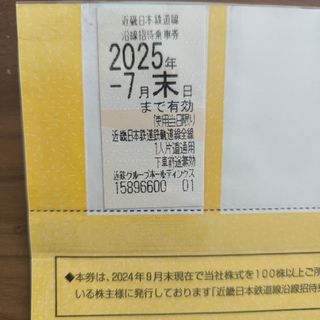 近畿日本鉄道線
沿線招待乗車券
2025年
-7月末日
まで有効
使用当日限り
近畿日本鉄道鉄軌道線全線
1人片道通用
下車前途無効
近鉄グループホールディングス
15896600 01
◆本券は、2024年9月末現在で当社株式を100株以上ご所
いる株主様に発行しております「近畿日本鉄道線沿線招待乗